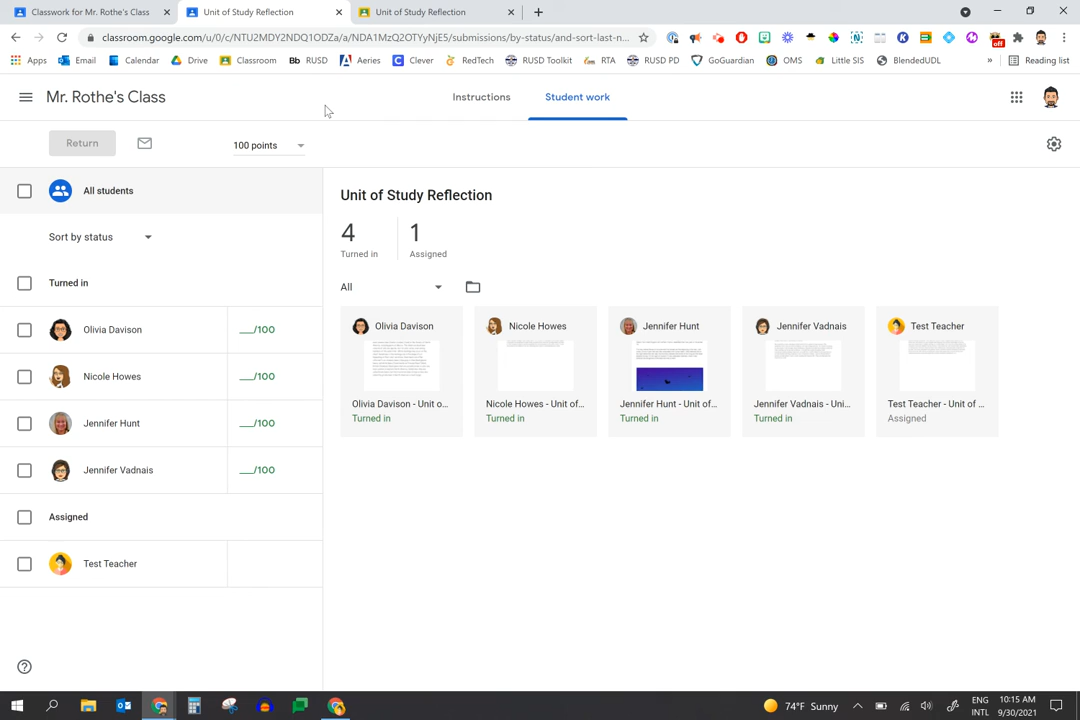 Classwork for Mr. Rothe's Class
Unit of Study Reflection
Unit of Study Reflection
classroom.google.com/u/0/c/NTU2MDY2NDQ1ODZa/a/NDA1MzQ2OTYyNjE5/submissions/by-status/and-sort-last-n...
Apps Email Calendar Drive Classroom Bb RUSD Aeries Clever RedTech RUSD Toolkit RTA RUSD PD GoGuardian OMS Little SIS BlendedUDL » Reading list
off
Mr. Rothe's Class
Instructions
Student work
Return
100 points
All students
Sort by status
Turned in
Olivia Davison __/100
Nicole Howes __/100
Jennifer Hunt __/100
Jennifer Vadnais __/100
Assigned
Test Teacher
Unit of Study Reflection
4 1
Turned in Assigned
All
Olivia Davison
Olivia Davison - Unit o...
Turned in
Nicole Howes
Nicole Howes - Unit of...
Turned in
Jennifer Hunt
Jennifer Hunt - Unit of...
Turned in
Jennifer Vadnais
Jennifer Vadnais - Uni...
Turned in
Test Teacher
Test Teacher - Unit of ...
Assigned
74°F Sunny
ENG
INTL
10:15 AM
9/30/2021